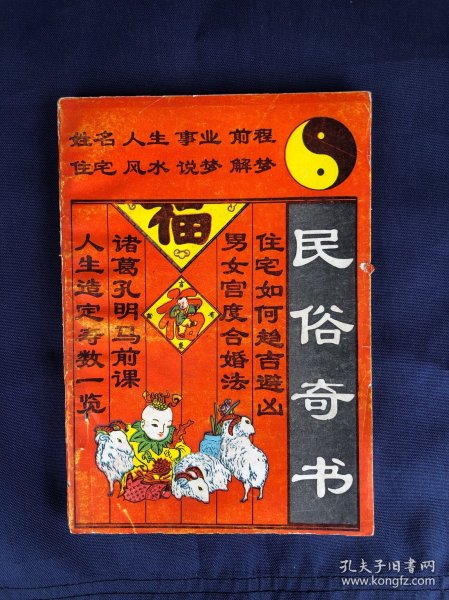 姓名 人生 事业 前程
住宅 风水 说梦 解梦
民俗奇书
福
福
住宅如何趋吉避凶
男女宫度合婚法
诸葛孔明马前课
人生造定寿数一览
孔夫子旧书网
www.kongfz.com